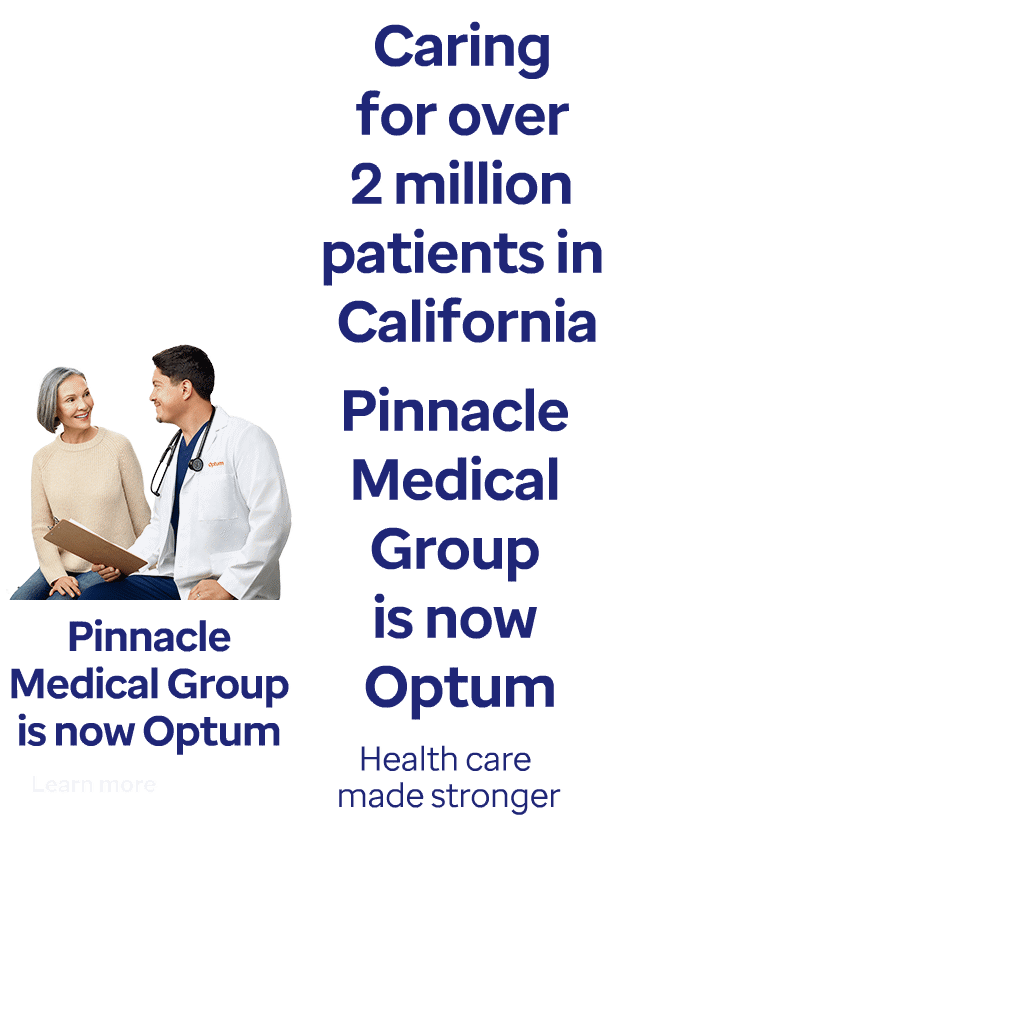 Caring
for over
2 million
patients in
California
Pinnacle
Medical
Group
is now
Optum
Health care
made stronger
Optum
Pinnacle
Medical Group
is now Optum
Learn more